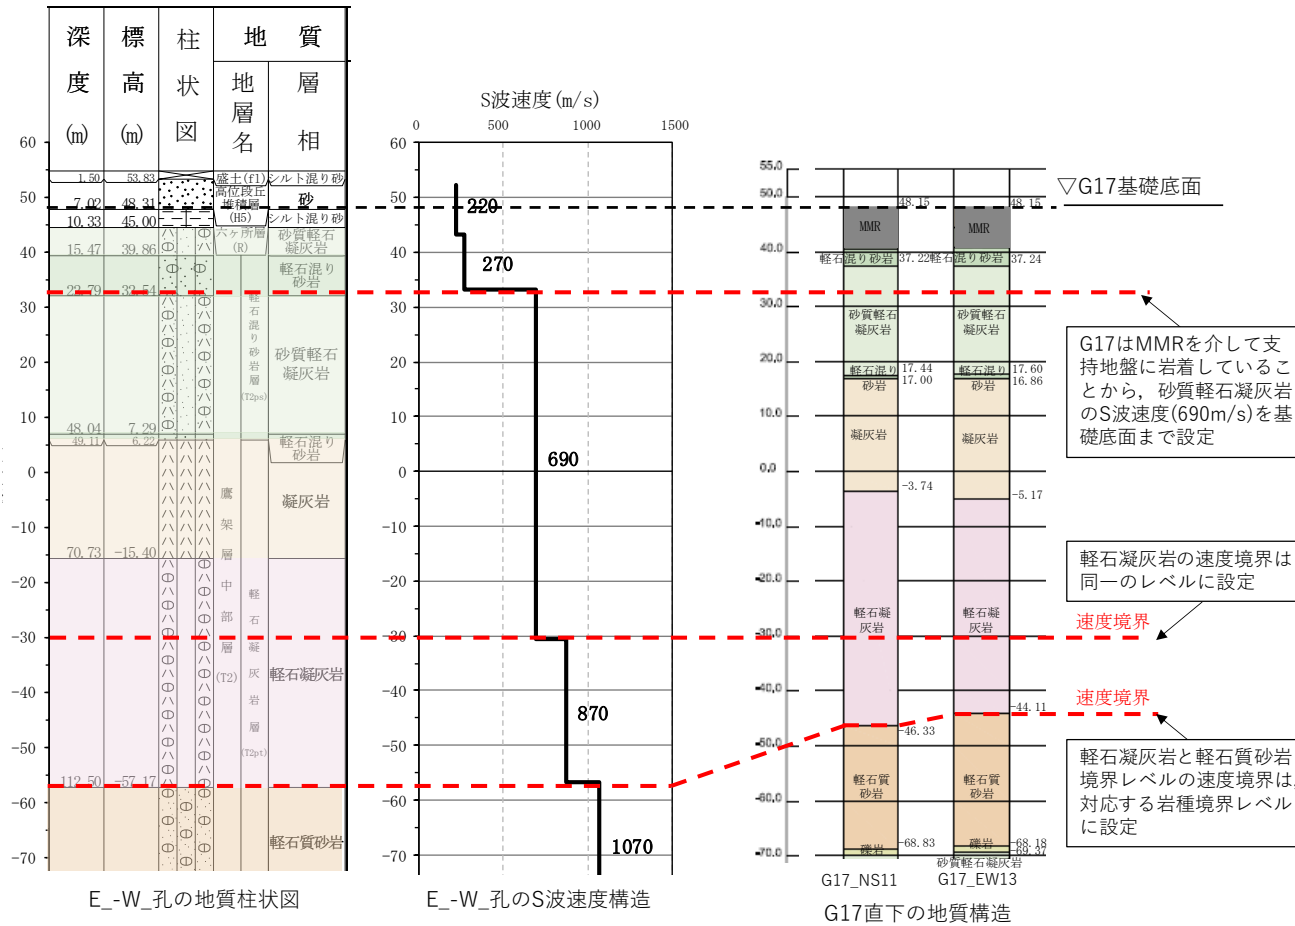 深度(m)
標高(m)
柱状図
地質
地層名
層相
60
50
40
30
20
10
0
-10
-20
-30
-40
-50
-60
-70
1.50 53.83 盛土(fl) シルト混り砂
高位段丘
堆積層
(H5)
砂
7.02 48.31
10.33 45.00 シルト混り砂
六ヶ所層
(R)
砂質軽石
凝灰岩
15.47 39.86
軽石混り
砂岩
22.79 32.54
軽石混り砂岩層
(T2ps)
砂質軽石
凝灰岩
48.04 7.29
49.11 6.22
軽石混り
砂岩
鷹架層中部層
(T2)
凝灰岩
70.73 -15.40
軽石凝灰岩層
(T2pt)
軽石凝灰岩
112.50 -57.17
軽石質砂岩
E_-W_孔の地質柱状図
S波速度(m/s)
0 500 1000 1500
60
50
40
30
20
10
0
-10
-20
-30
-40
-50
-60
-70
220
270
690
870
1070
E_-W_孔のS波速度構造
55.0
50.0
40.0
30.0
20.0
10.0
0.0
-10.0
-20.0
-30.0
-40.0
-50.0
-60.0
-70.0
▽G17基礎底面
48.15 48.15
MMR MMR
軽石混り砂岩 37.22 軽石混り砂岩 37.24
砂質軽石
凝灰岩
砂質軽石
凝灰岩
軽石混り
砂岩
17.44
17.00
軽石混り
砂岩
17.60
16.86
凝灰岩 凝灰岩
-3.74 -5.17
軽石凝
灰岩
軽石凝
灰岩
-46.33 -44.11
軽石質
砂岩
軽石質
砂岩
礫岩 -68.83 礫岩 -68.18
-69.37
砂質軽石凝灰岩
G17_NS11 G17_EW13
G17直下の地質構造
G17はMMRを介して支
持地盤に岩着しているこ
とから，砂質軽石凝灰岩
のS波速度(690m/s)を基
礎底面まで設定
軽石凝灰岩の速度境界は
同一のレベルに設定
速度境界
速度境界
軽石凝灰岩と軽石質砂岩
境界レベルの速度境界は,
対応する岩種境界レベル
に設定